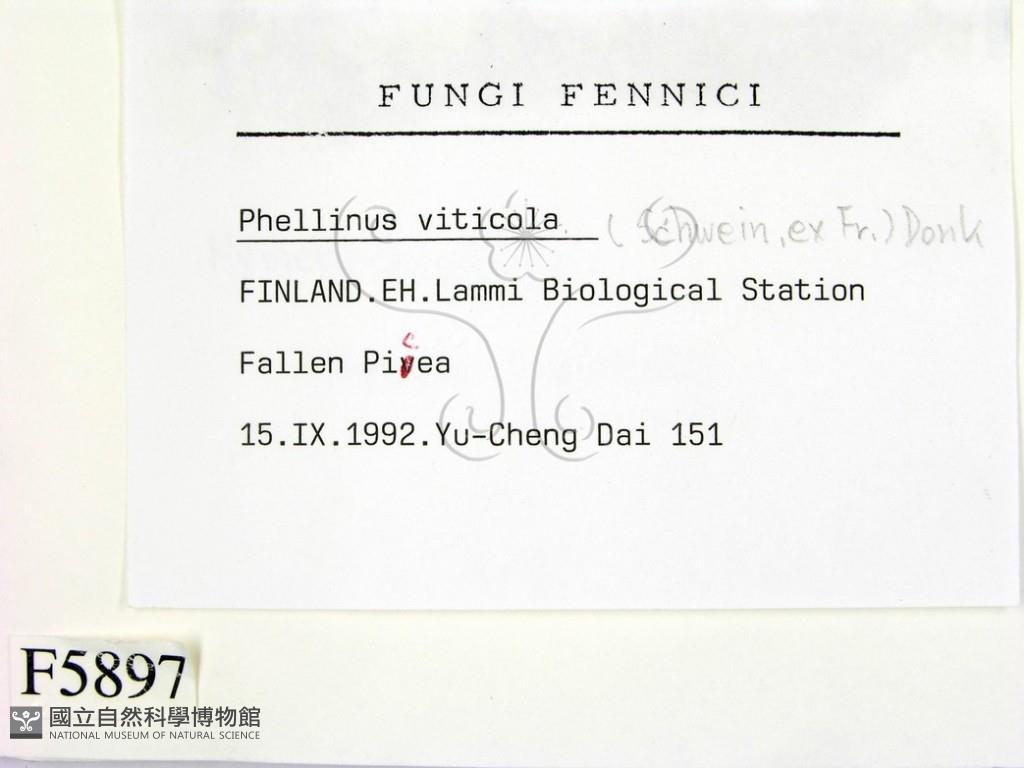 FUNGI FENNICI
Phellinus viticola (Schwein. ex Fr.) Donk
FINLAND.EH.Lammi Biological Station
Fallen Picea
15.IX.1992.Yu-Cheng Dai 151
F5897
國立自然科學博物館
NATIONAL MUSEUM OF NATURAL SCIENCE